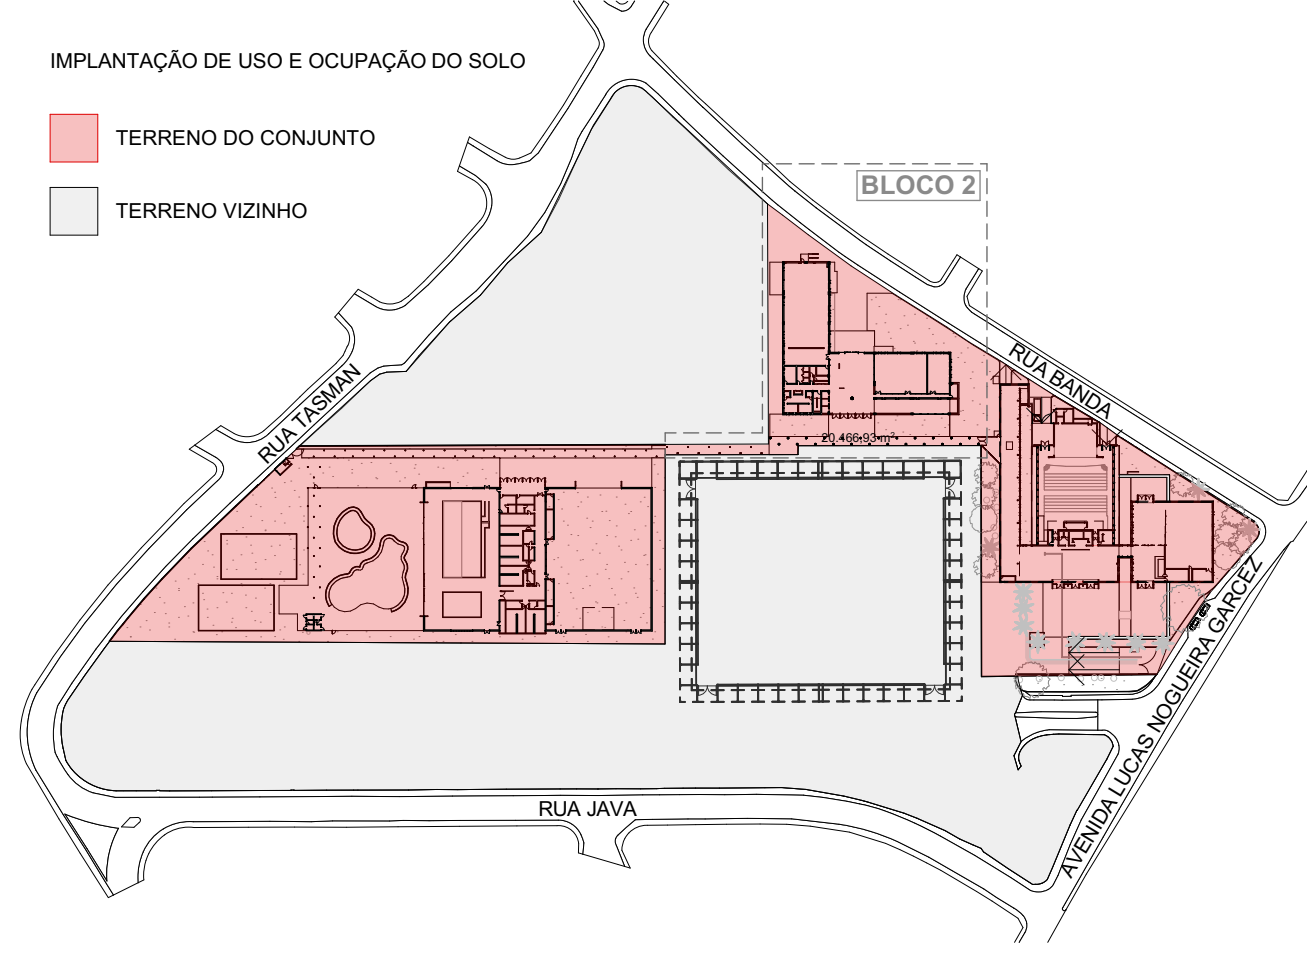 IMPLANTAÇÃO DE USO E OCUPAÇÃO DO SOLO
TERRENO DO CONJUNTO
TERRENO VIZINHO
BLOCO 2
RUA BANDA
RUA TASMAN
20.466,93 m²
AVENIDA LUCAS NOGUEIRA GARCEZ
RUA JAVA